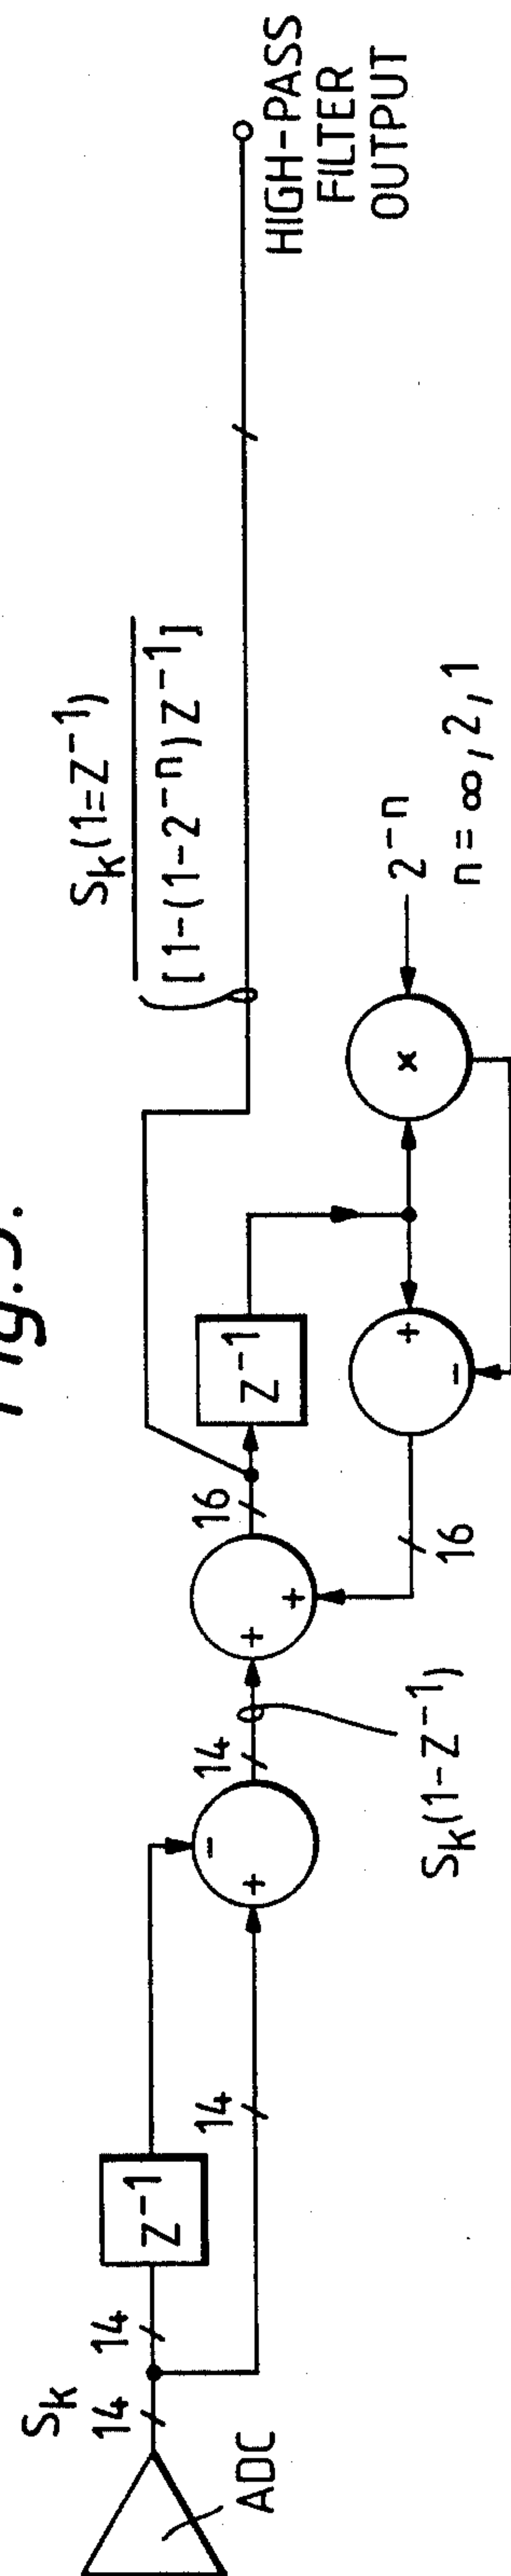 Fig.5.
Sk
14
14
Z⁻¹
ADC
14
-
+
14
Sk(1-Z⁻¹)
+
+
16
Z⁻¹
16
+
-
×
2⁻ⁿ
n = ∞, 2, 1
Sk(1=Z⁻¹)
[1-(1-2⁻ⁿ)Z⁻¹]
HIGH-PASS
FILTER
OUTPUT